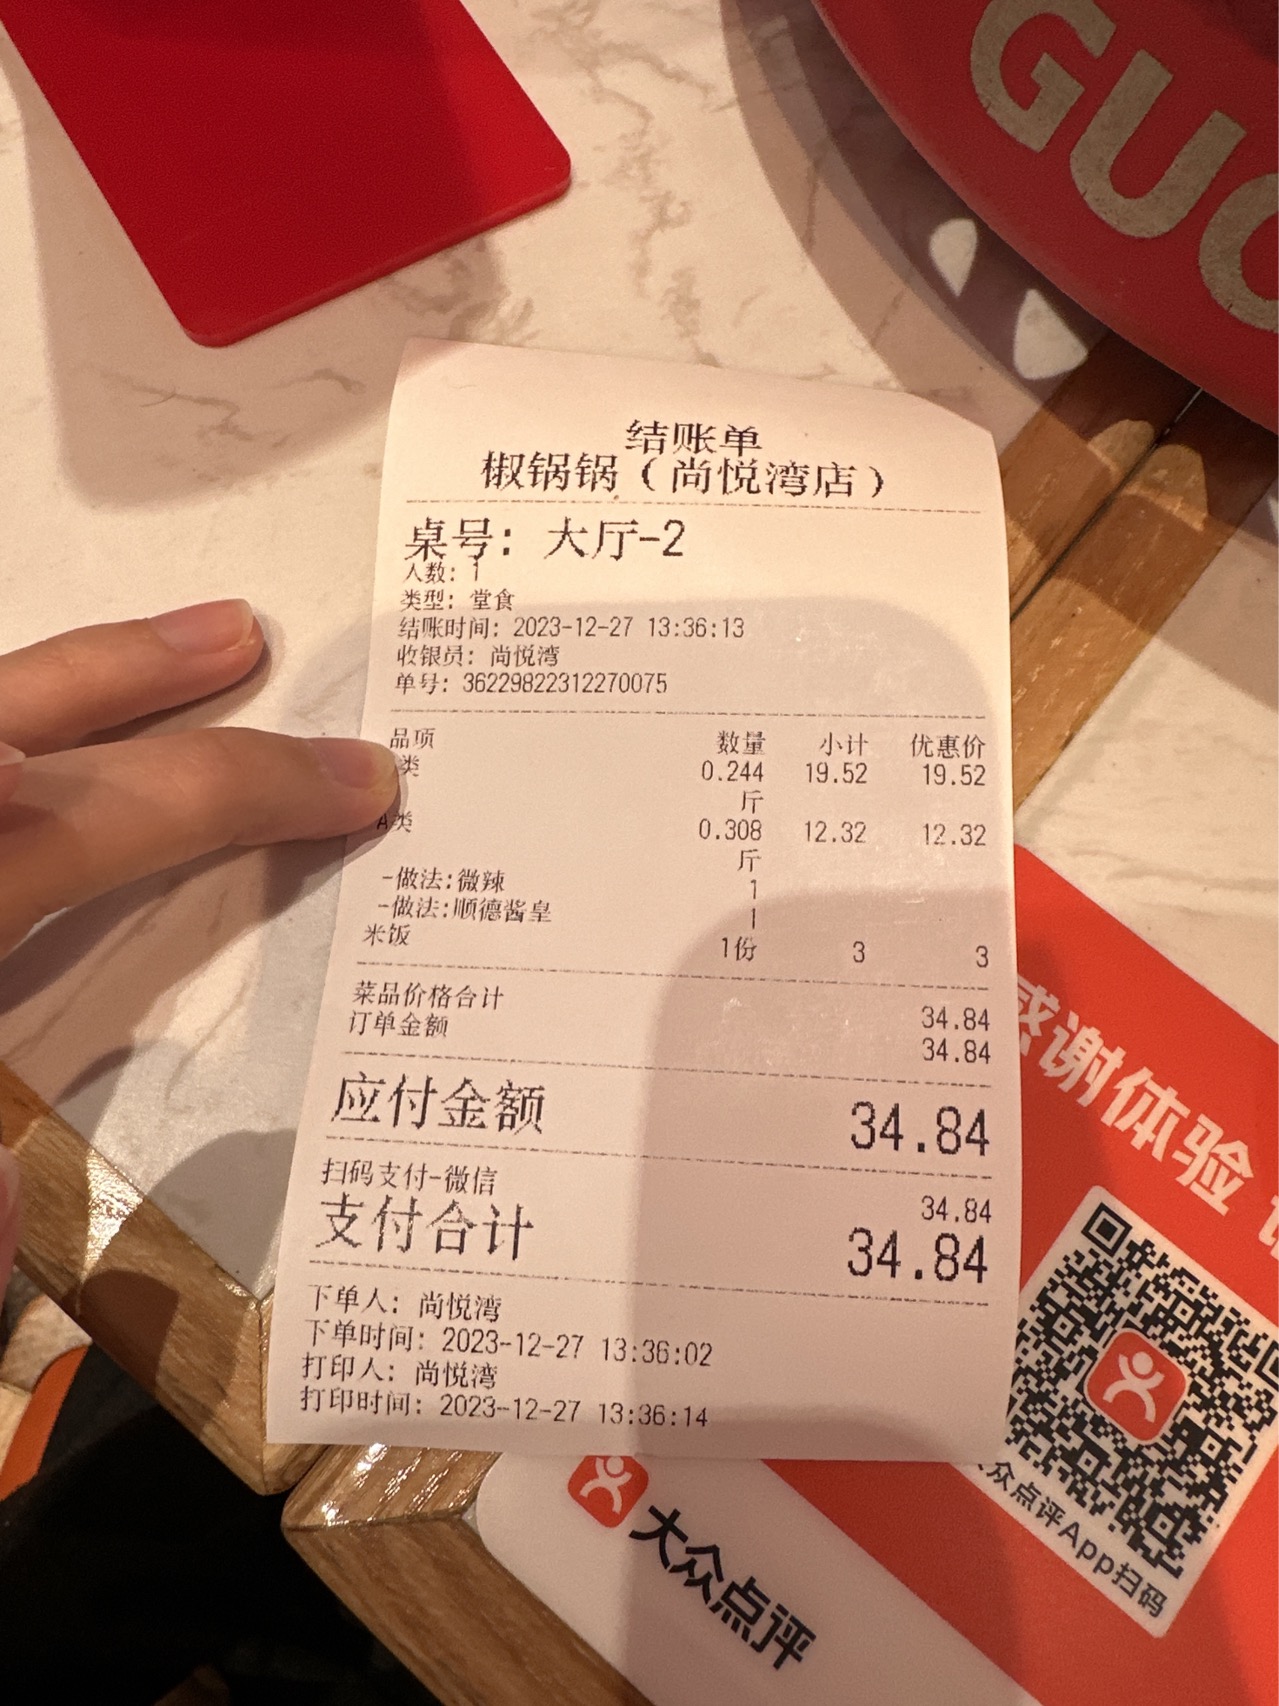 GUO
结账单
椒锅锅（尚悦湾店）
桌号：大厅-2
人数：1
类型：堂食
结账时间：2023-12-27 13:36:13
收银员：尚悦湾
单号：36229822312270075
品项 数量 小计 优惠价
类 0.244 19.52 19.52
斤
A类 0.308 12.32 12.32
斤
-做法:微辣 1
-做法:顺德酱皇 1
米饭 1份 3 3
菜品价格合计 34.84
订单金额 34.84
应付金额 34.84
扫码支付-微信 34.84
支付合计 34.84
下单人：尚悦湾
下单时间：2023-12-27 13:36:02
打印人：尚悦湾
打印时间：2023-12-27 13:36:14
感谢体验
众点评App扫码
大众点评